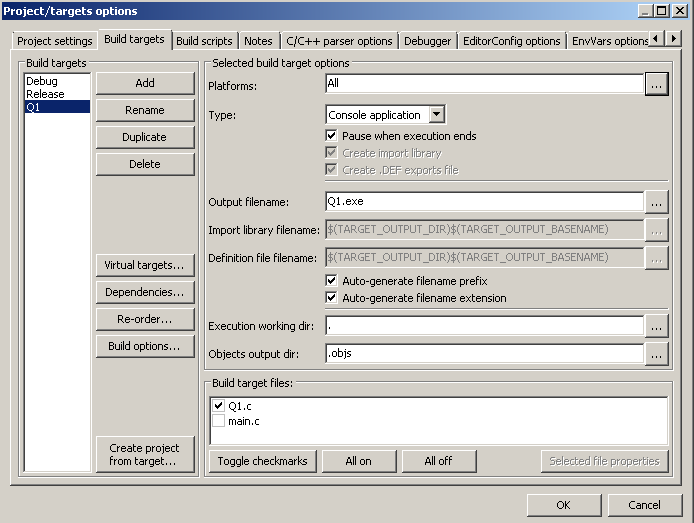 Project/targets options
Project settings
Build targets
Build scripts
Notes
C/C++ parser options
Debugger
EditorConfig options
EnvVars options
Build targets
Debug
Release
Q1
Add
Rename
Duplicate
Delete
Virtual targets...
Dependencies...
Re-order...
Build options...
Create project
from target...
Selected build target options
Platforms:
All
...
Type:
Console application
Pause when execution ends
Create import library
Create .DEF exports file
Output filename:
Q1.exe
...
Import library filename:
$(TARGET_OUTPUT_DIR)$(TARGET_OUTPUT_BASENAME)
...
Definition file filename:
$(TARGET_OUTPUT_DIR)$(TARGET_OUTPUT_BASENAME)
...
Auto-generate filename prefix
Auto-generate filename extension
Execution working dir:
.
...
Objects output dir:
.objs
...
Build target files:
Q1.c
main.c
Toggle checkmarks
All on
All off
Selected file properties
OK
Cancel